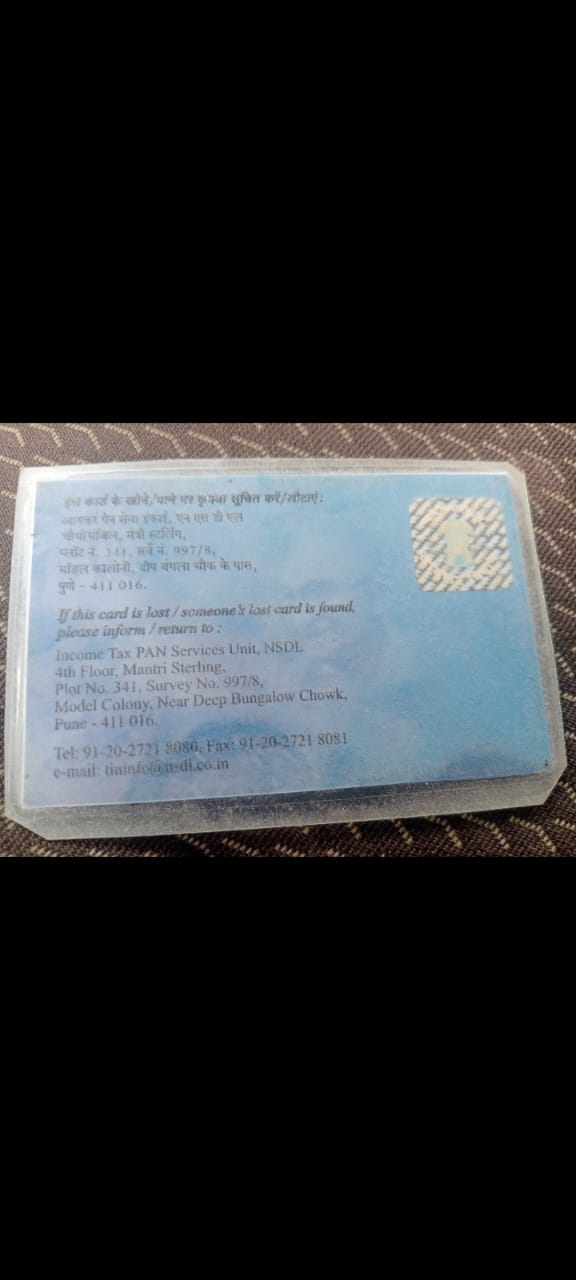 इस कार्ड के खोने/पाने पर कृपया सूचित करें/लौटाएं:
आयकर पैन सेवा इकाई, एन एस डी एल
चौथी मंजिल, मंत्री स्टर्लिंग,
प्लॉट नं. 341, सर्वे नं. 997/8,
मॉडल कालोनी, दीप बंगला चौक के पास,
पुणे - 411 016.
If this card is lost / someone's lost card is found,
please inform / return to :
Income Tax PAN Services Unit, NSDL
4th Floor, Mantri Sterling,
Plot No. 341, Survey No. 997/8,
Model Colony, Near Deep Bungalow Chowk,
Pune - 411 016.
Tel: 91-20-2721 8080, Fax: 91-20-2721 8081
e-mail: tininfo@nsdl.co.in